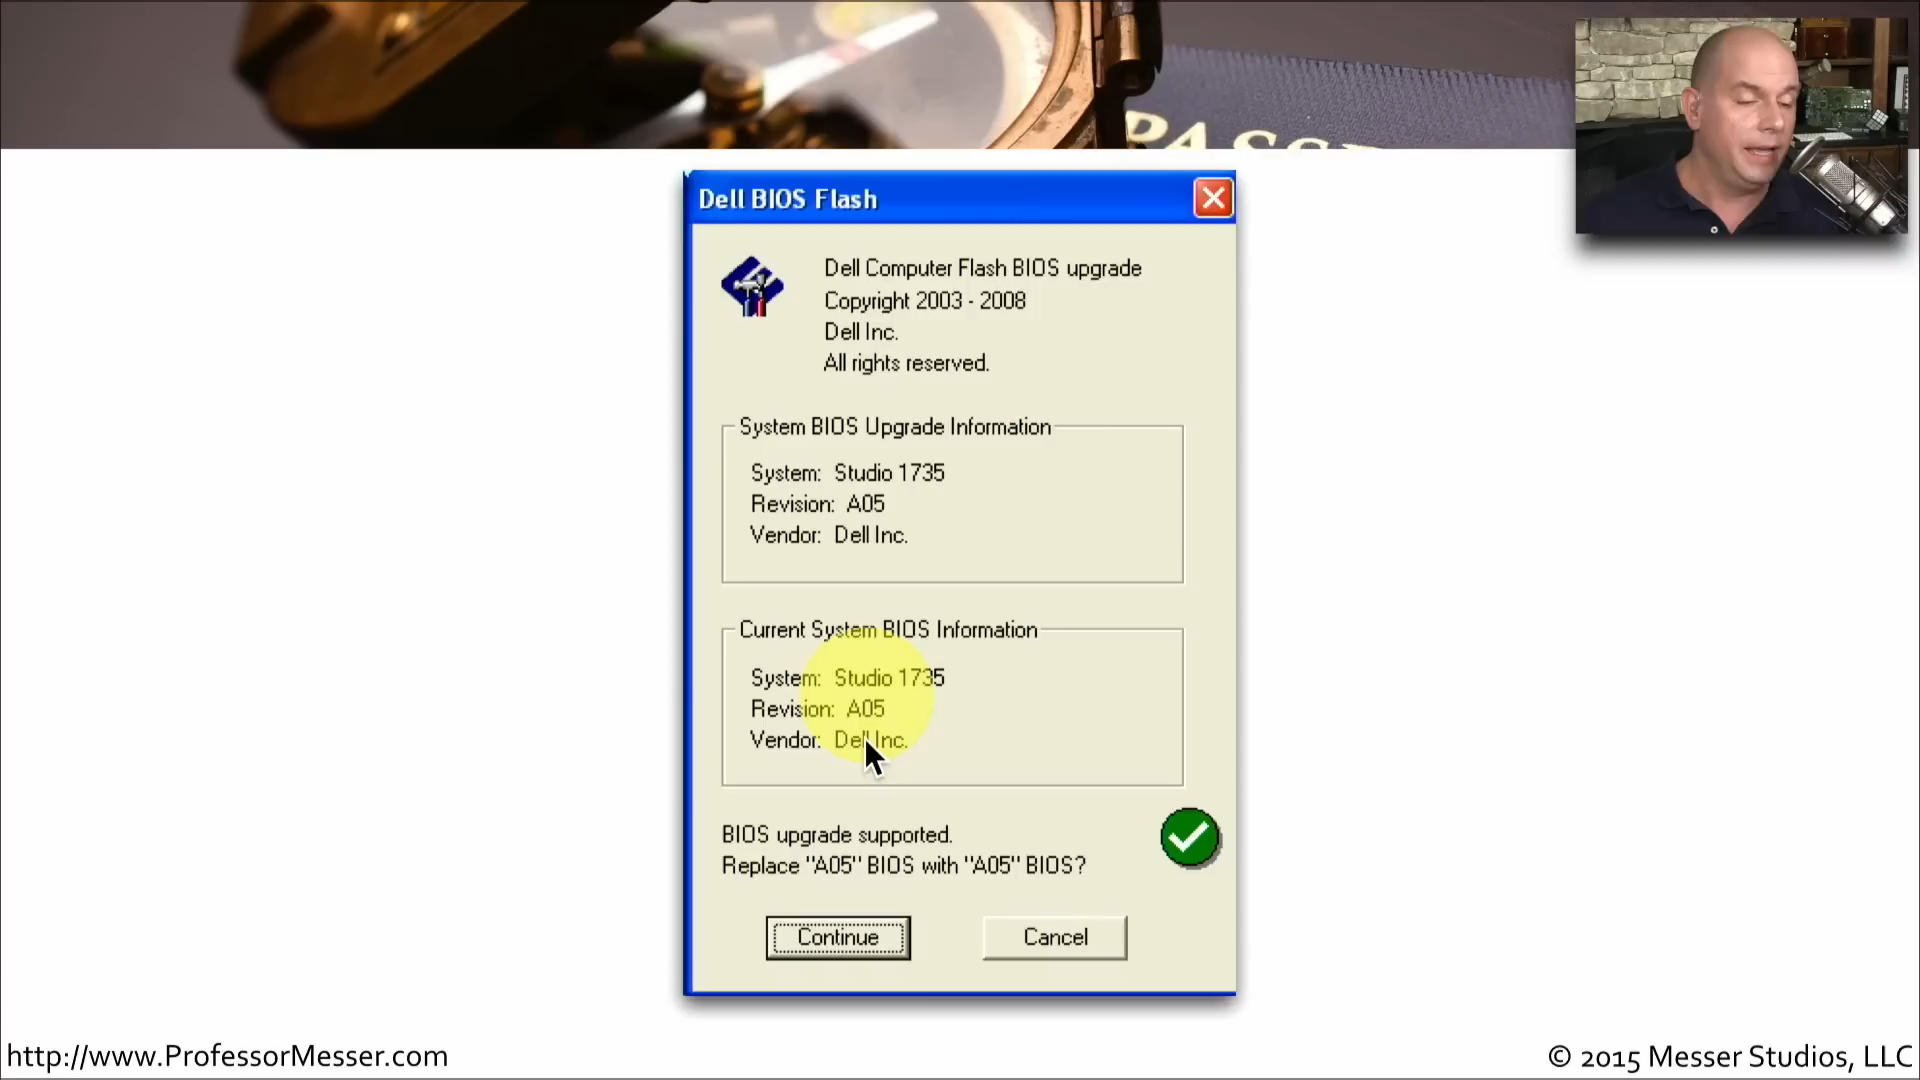 PASS
Dell BIOS Flash
Dell Computer Flash BIOS upgrade
Copyright 2003 - 2008
Dell Inc.
All rights reserved.
System BIOS Upgrade Information
System: Studio 1735
Revision: A05
Vendor: Dell Inc.
Current System BIOS Information
System: Studio 1735
Revision: A05
Vendor: Dell Inc.
BIOS upgrade supported.
Replace "A05" BIOS with "A05" BIOS?
Continue
Cancel
http://www.ProfessorMesser.com
© 2015 Messer Studios, LLC